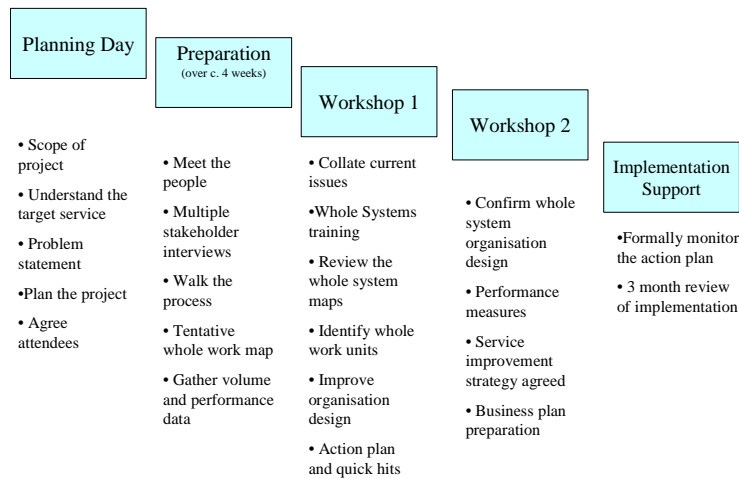 Planning Day
• Scope of
project
• Understand the
target service
• Problem
statement
•Plan the project
• Agree
attendees
Preparation
(over c. 4 weeks)
• Meet the
people
• Multiple
stakeholder
interviews
• Walk the
process
• Tentative
whole work map
• Gather volume
and performance
data
Workshop 1
• Collate current
issues
•Whole Systems
training
• Review the
whole system
maps
• Identify whole
work units
• Improve
organisation
design
• Action plan
and quick hits
Workshop 2
• Confirm whole
system
organisation
design
• Performance
measures
• Service
improvement
strategy agreed
• Business plan
preparation
Implementation
Support
•Formally monitor
the action plan
• 3 month review
of implementation